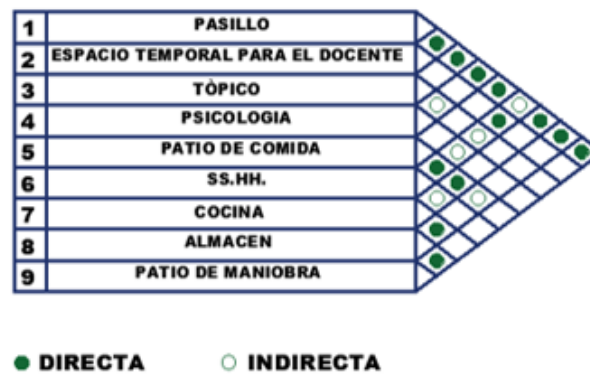 1 PASILLO
2 ESPACIO TEMPORAL PARA EL DOCENTE
3 TÒPICO
4 PSICOLOGIA
5 PATIO DE COMIDA
6 SS.HH.
7 COCINA
8 ALMACEN
9 PATIO DE MANIOBRA
DIRECTA INDIRECTA